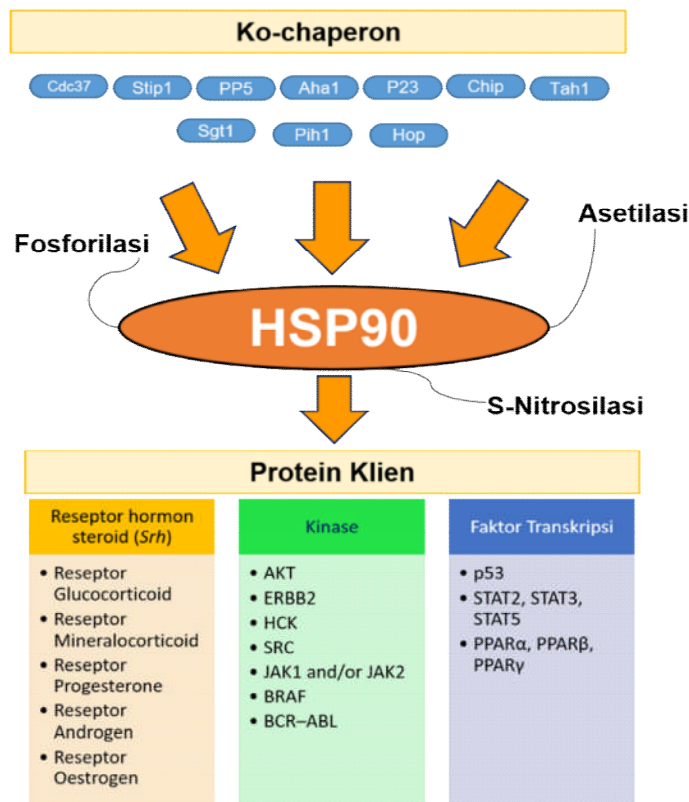 Ko-chaperon
Cdc37 Stip1 PP5 Aha1 P23 Chip Tah1
Sgt1 Pih1 Hop
Asetilasi
Fosforilasi
HSP90
S-Nitrosilasi
Protein Klien
Reseptor hormon
steroid (Srh)
• Reseptor
Glucocorticoid
• Reseptor
Mineralocorticoid
• Reseptor
Progesterone
• Reseptor
Androgen
• Reseptor
Oestrogen
Kinase
• AKT
• ERBB2
• HCK
• SRC
• JAK1 and/or JAK2
• BRAF
• BCR–ABL
Faktor Transkripsi
• p53
• STAT2, STAT3,
STAT5
• PPARα, PPARβ,
PPARγ